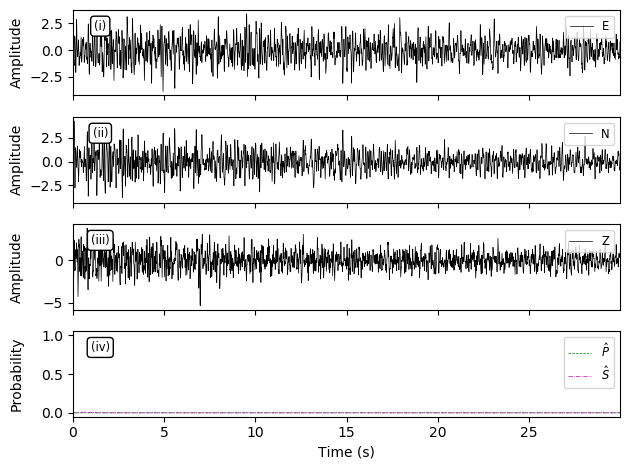 Amplitude
2.5
0.0
−2.5
(i)
E
Amplitude
2.5
0.0
−2.5
(ii)
N
Amplitude
0
−5
(iii)
Z
Probability
1.0
0.5
0.0
(iv)
P̂
Ŝ
0 5 10 15 20 25
Time (s)